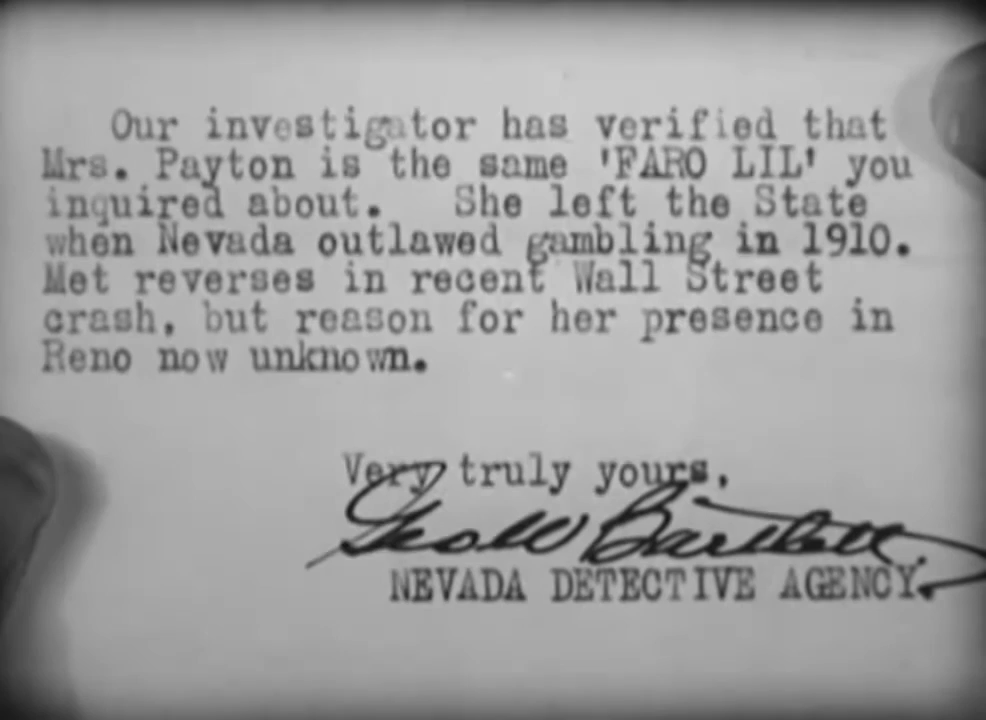 Our investigator has verified that
Mrs. Payton is the same 'FARO LIL' you
inquired about. She left the State
when Nevada outlawed gambling in 1910.
Met reverses in recent Wall Street
crash, but reason for her presence in
Reno now unknown.
Very truly yours,
Geo W Bartlett
NEVADA DETECTIVE AGENCY.